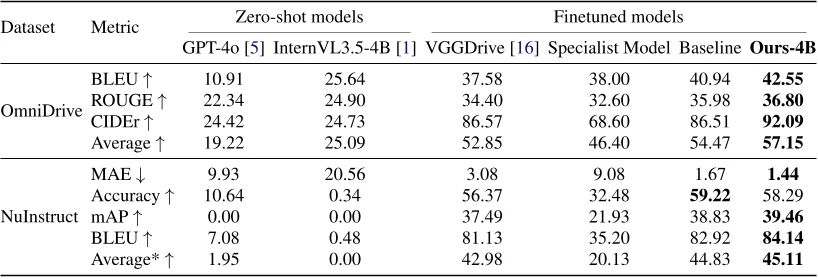 Dataset Metric Zero-shot models Finetuned models
GPT-4o [5] InternVL3.5-4B [1] VGGDrive [16] Specialist Model Baseline Ours-4B
OmniDrive
BLEU ↑ 10.91 25.64 37.58 38.00 40.94 42.55
ROUGE ↑ 22.34 24.90 34.40 32.60 35.98 36.80
CIDEr ↑ 24.42 24.73 86.57 68.60 86.51 92.09
Average ↑ 19.22 25.09 52.85 46.40 54.47 57.15
NuInstruct
MAE ↓ 9.93 20.56 3.08 9.08 1.67 1.44
Accuracy ↑ 10.64 0.34 56.37 32.48 59.22 58.29
mAP ↑ 0.00 0.00 37.49 21.93 38.83 39.46
BLEU ↑ 7.08 0.48 81.13 35.20 82.92 84.14
Average* ↑ 1.95 0.00 42.98 20.13 44.83 45.11